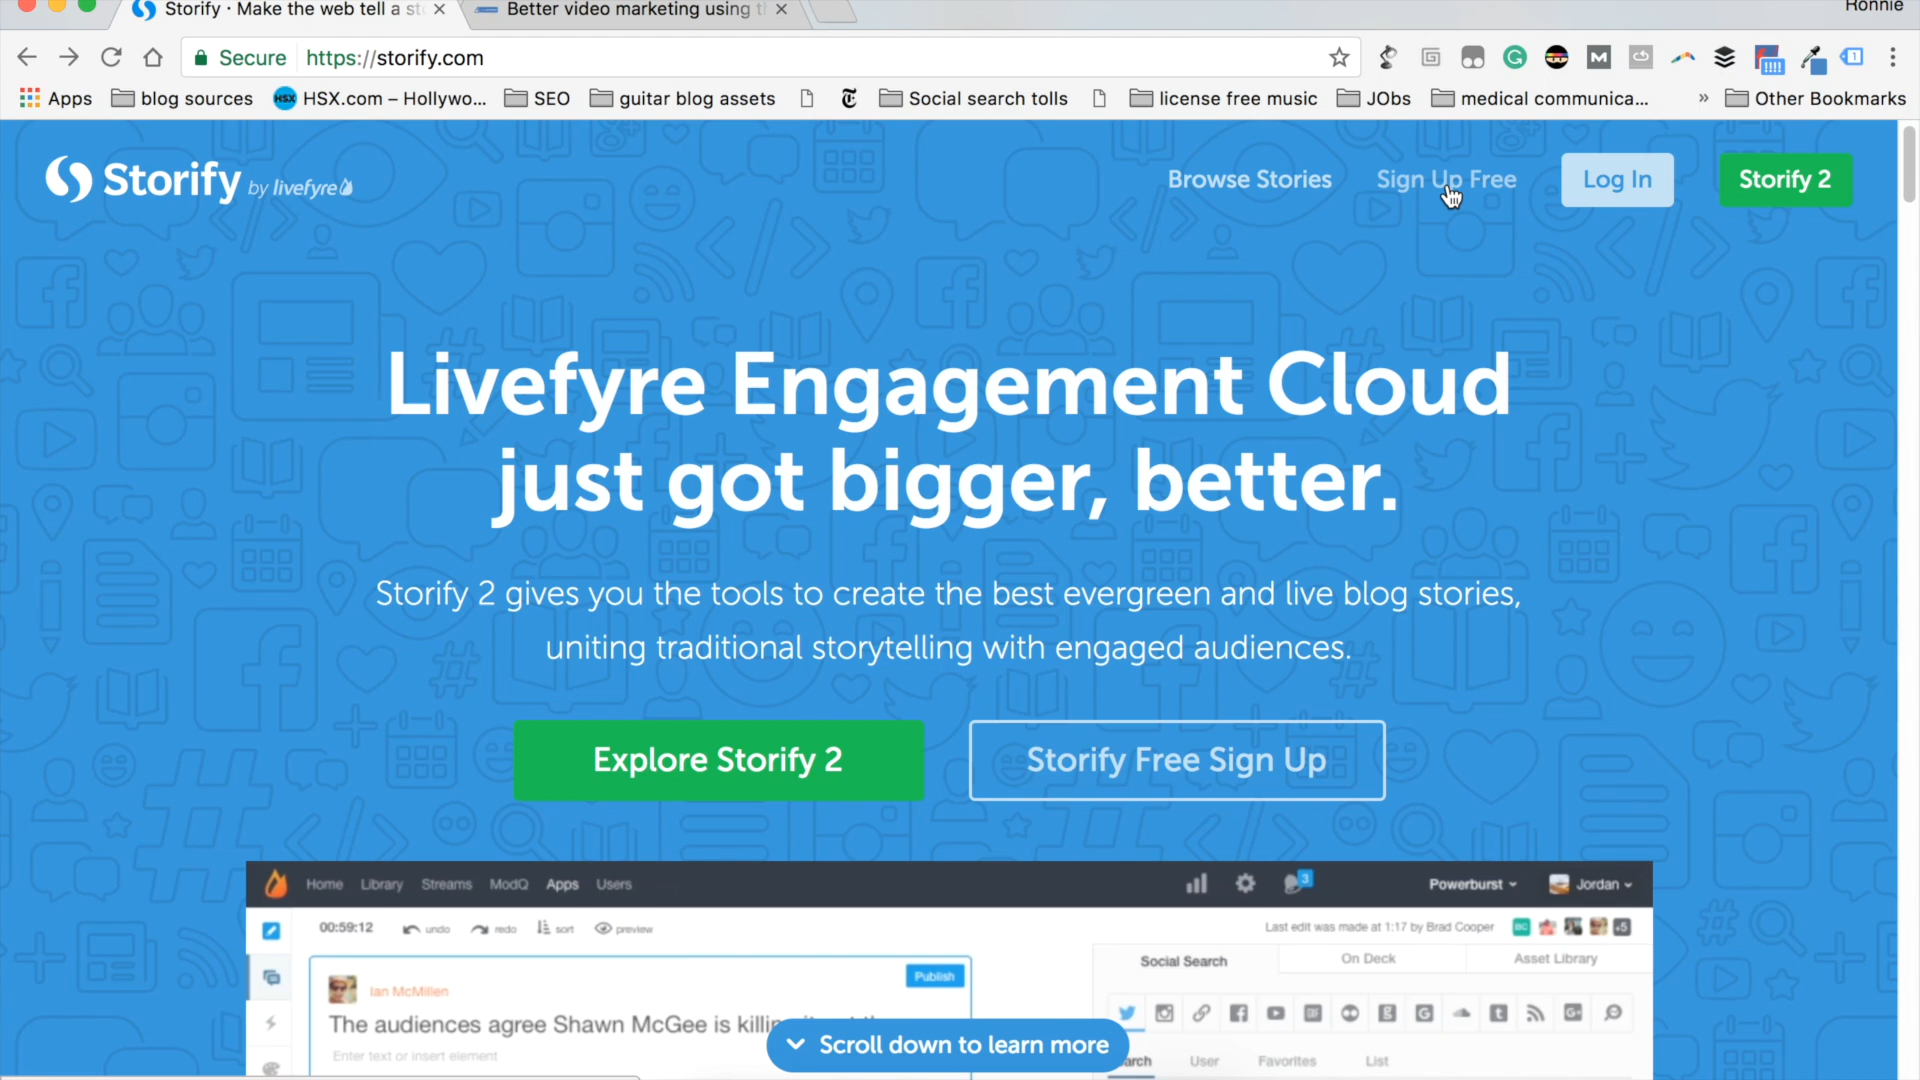 Storify · Make the web tell a st
Better video marketing using t
Ronnie
Secure
https://storify.com
Apps
blog sources
HSX.com – Hollywo...
SEO
guitar blog assets
Social search tolls
license free music
JObs
medical communica...
»
Other Bookmarks
Storify by livefyre
Browse Stories
Sign Up Free
Log In
Storify 2
Livefyre Engagement Cloud
just got bigger, better.
Storify 2 gives you the tools to create the best evergreen and live blog stories,
uniting traditional storytelling with engaged audiences.
Explore Storify 2
Storify Free Sign Up
Home
Library
Streams
ModQ
Apps
Users
3
Powerburst
Jordan
00:59:12
undo
redo
sort
preview
Last edit was made at 1:17 by Brad Cooper
+5
Social Search
On Deck
Asset Library
Ian McMillen
Publish
The audiences agree Shawn McGee is killin
Enter text or insert element
Scroll down to learn more
arch
User
Favorites
List